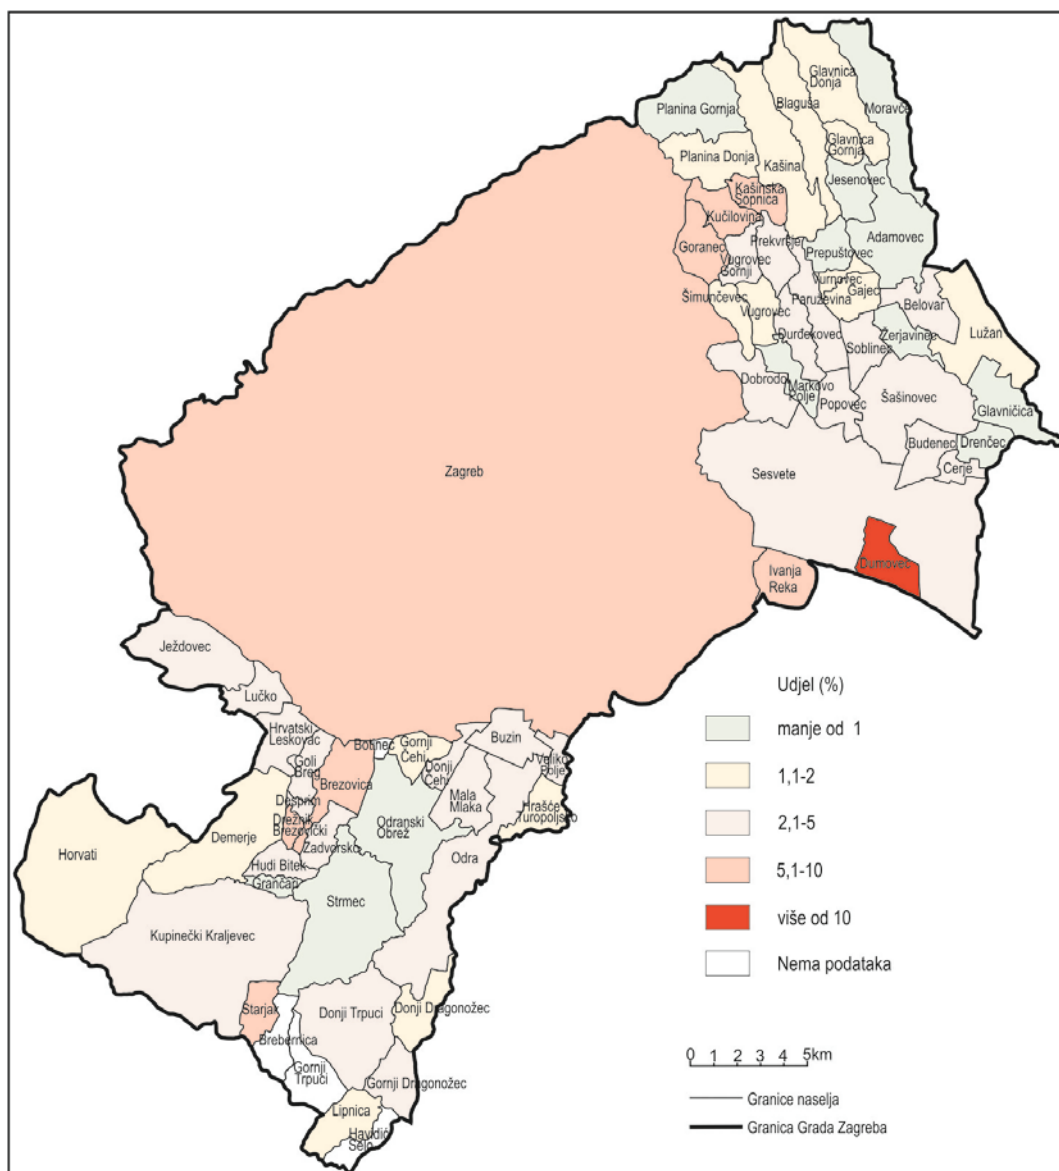 Glavnica
Donja
Blaguša
Moravče
Planina Gornja
Glavnica
Gornja
Planina Donja
Kašina
Jesenovec
Kašinska
Sopnica
Kučilovina
Adamovec
Goranec
Prekvršje
Vugrovec
Gornji
Prepuštovec
Vurnovec
Gajec
Belovar
Šimunčevec
Vugrovec
Paruževina
Lužan
Đurđekovec
Soblinec
Žerjavinec
Dobrodol
Markovo
Polje
Popovec
Šašinovec
Glavničica
Budenec
Drenčec
Cerje
Zagreb
Sesvete
Dumovec
Ivanja
Reka
Ježdovec
Lučko
Hrvatski
Leskovac
Botinec
Gornji
Čehi
Buzin
Goli
Breg
Brezovica
Donji
Čehi
Veliko
Polje
Desprim
Mala
Mlaka
Hrašće
Turopoljsko
Drežnik
Brezovički
Odranski
Obrež
Demerje
Zadvorsko
Horvati
Hudi Bitek
Odra
Grančari
Strmec
Kupinečki Kraljevec
Starjak
Donji Trpuci
Donji Dragonožec
Brebernica
Gornji
Trpuči
Gornji Dragonožec
Lipnica
Havidić
Selo
Udjel (%)
manje od 1
1,1-2
2,1-5
5,1-10
više od 10
Nema podataka
0 1 2 3 4 5km
Granice naselja
Granica Grada Zagreba